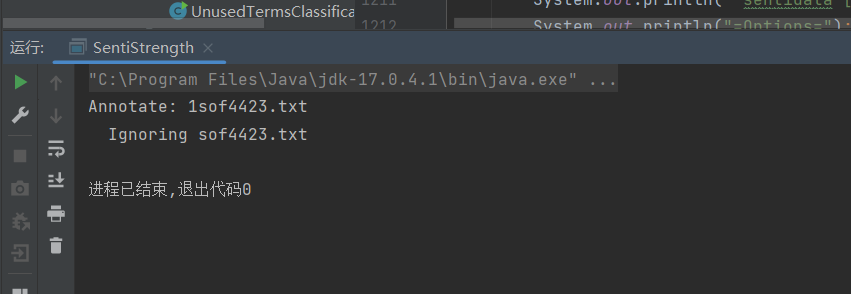 UnusedTermsClassifica
1211
System.out.println("
sentidata [
1212
System.out.println("=Options=");
运行:
SentiStrength
"C:\Program Files\Java\jdk-17.0.4.1\bin\java.exe" ...
Annotate: 1sof4423.txt
Ignoring sof4423.txt
进程已结束,退出代码0